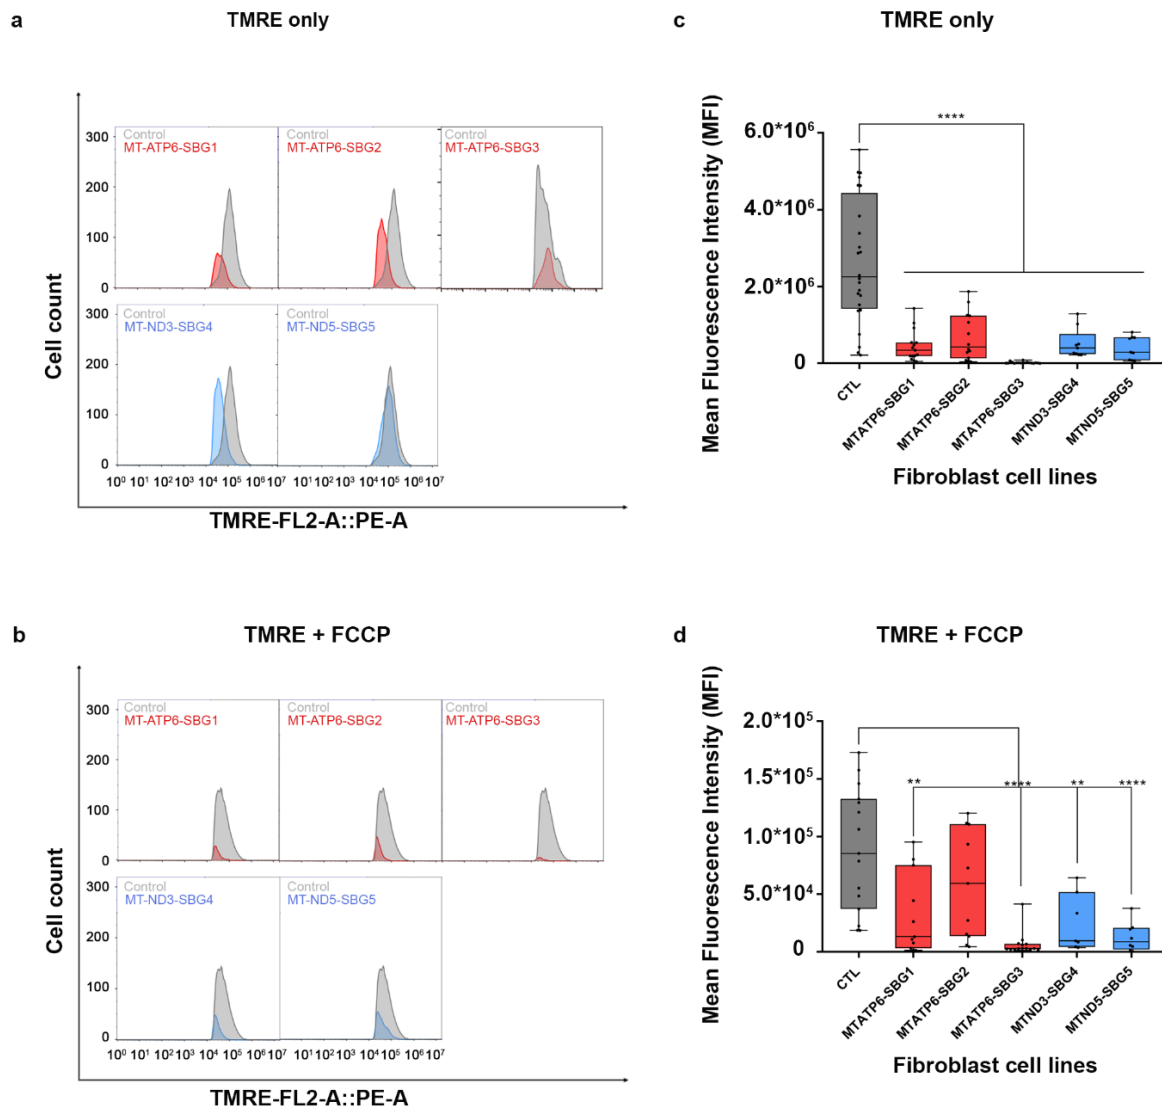 a
TMRE only
Cell count
300
200
100
0
Control
MT-ATP6-SBG1
Control
MT-ATP6-SBG2
Control
MT-ATP6-SBG3
300
200
100
0
Control
MT-ND3-SBG4
Control
MT-ND5-SBG5
10⁰ 10¹ 10² 10³ 10⁴ 10⁵ 10⁶ 10⁷ 10¹ 10² 10³ 10⁴ 10⁵ 10⁶ 10⁷
TMRE-FL2-A::PE-A
c
TMRE only
Mean Fluorescence Intensity (MFI)
6.0*10⁶
4.0*10⁶
2.0*10⁶
0
****
CTL
MTATP6-SBG1
MTATP6-SBG2
MTATP6-SBG3
MTND3-SBG4
MTND5-SBG5
Fibroblast cell lines
b
TMRE + FCCP
Cell count
300
200
100
0
Control
MT-ATP6-SBG1
Control
MT-ATP6-SBG2
Control
MT-ATP6-SBG3
300
200
100
0
Control
MT-ND3-SBG4
Control
MT-ND5-SBG5
10⁰ 10¹ 10² 10³ 10⁴ 10⁵ 10⁶ 10⁷ 10¹ 10² 10³ 10⁴ 10⁵ 10⁶ 10⁷
TMRE-FL2-A::PE-A
d
TMRE + FCCP
Mean Fluorescence Intensity (MFI)
2.0*10⁵
1.5*10⁵
1.0*10⁵
5.0*10⁴
0
** **** ** ****
CTL
MTATP6-SBG1
MTATP6-SBG2
MTATP6-SBG3
MTND3-SBG4
MTND5-SBG5
Fibroblast cell lines